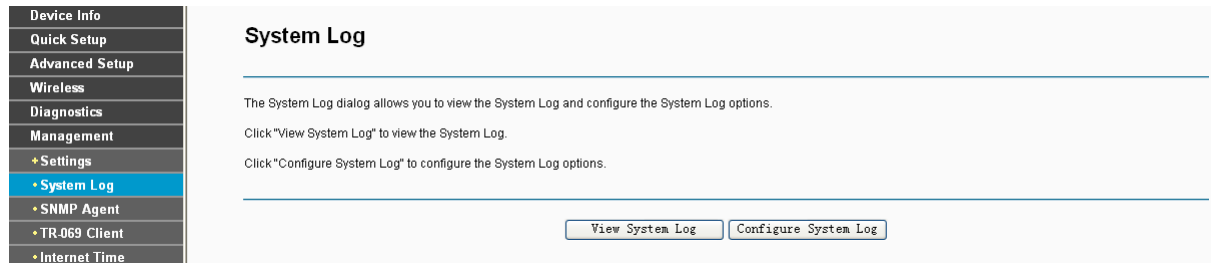 Device Info
Quick Setup
Advanced Setup
Wireless
Diagnostics
Management
+Settings
•System Log
•SNMP Agent
•TR-069 Client
•Internet Time
System Log
The System Log dialog allows you to view the System Log and configure the System Log options.
Click "View System Log" to view the System Log.
Click "Configure System Log" to configure the System Log options.
View System Log
Configure System Log